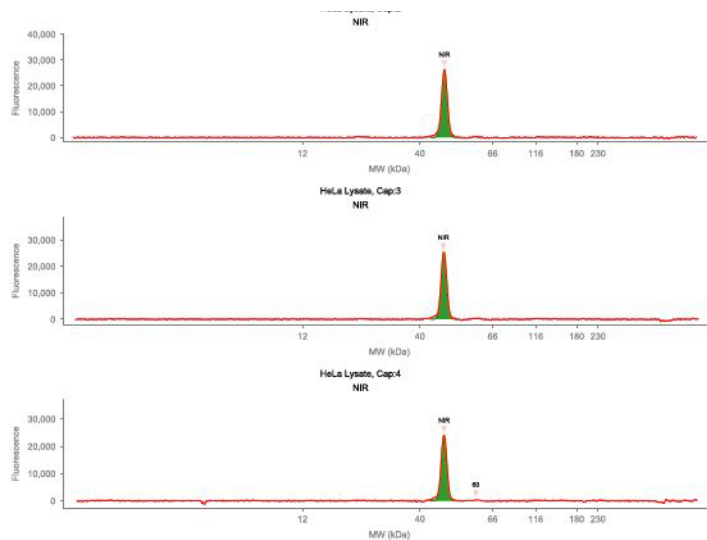 NIR
40,000
30,000
20,000
10,000
0
Fluorescence
NIR
12 40 66 116 180 230
MW (kDa)
HeLa Lysate, Cap:3
NIR
30,000
20,000
10,000
0
Fluorescence
NIR
12 40 66 116 180 230
MW (kDa)
HeLa Lysate, Cap:4
NIR
30,000
20,000
10,000
0
Fluorescence
NIR
60
12 40 66 116 180 230
MW (kDa)